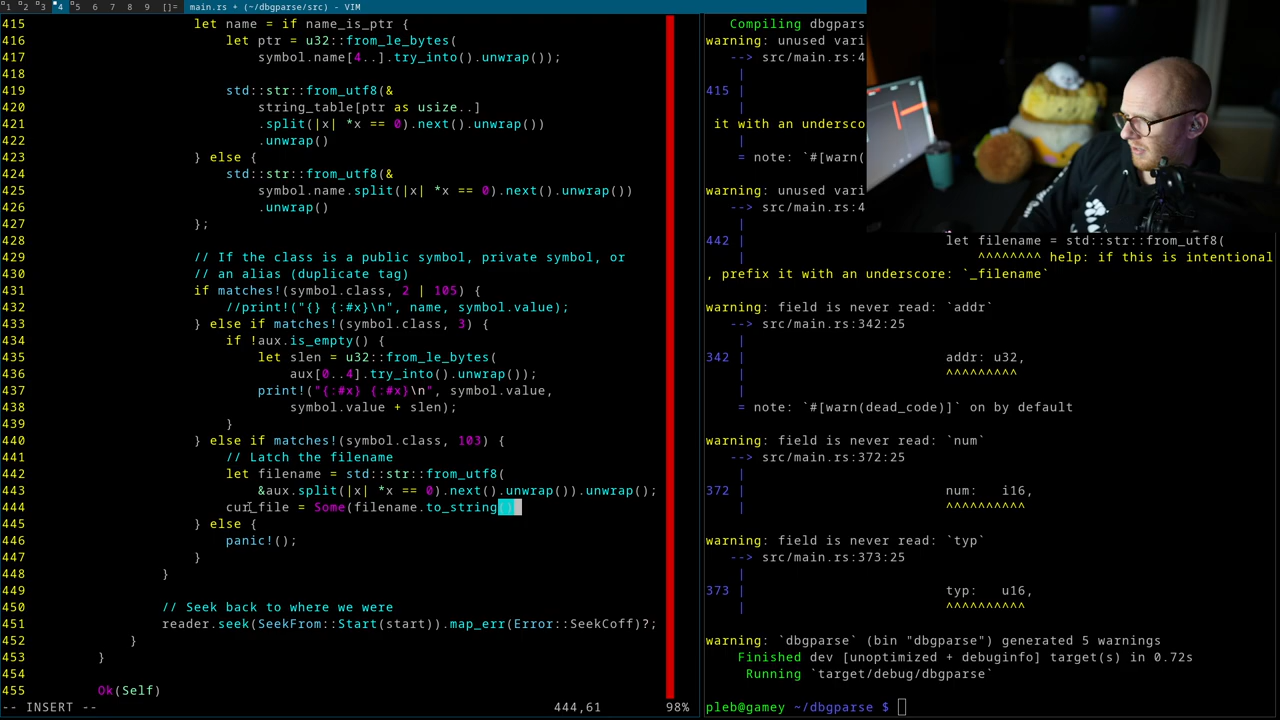 1 2 3 4 5 6 7 8 9 []= main.rs + (~/dbgparse/src) - VIM
415 let name = if name_is_ptr {
416 let ptr = u32::from_le_bytes(
417 symbol.name[4..].try_into().unwrap());
418
419 std::str::from_utf8(&
420 string_table[ptr as usize..]
421 .split(|x| *x == 0).next().unwrap())
422 .unwrap()
423 } else {
424 std::str::from_utf8(&
425 symbol.name.split(|x| *x == 0).next().unwrap())
426 .unwrap()
427 };
428
429 // If the class is a public symbol, private symbol, or
430 // an alias (duplicate tag)
431 if matches!(symbol.class, 2 | 105) {
432 //print!("{} {:#x}\n", name, symbol.value);
433 } else if matches!(symbol.class, 3) {
434 if !aux.is_empty() {
435 let slen = u32::from_le_bytes(
436 aux[0..4].try_into().unwrap());
437 print!("{:#x} {:#x}\n", symbol.value,
438 symbol.value + slen);
439 }
440 } else if matches!(symbol.class, 103) {
441 // Latch the filename
442 let filename = std::str::from_utf8(
443 &aux.split(|x| *x == 0).next().unwrap()).unwrap();
444 cur_file = Some(filename.to_string()
445 } else {
446 panic!();
447 }
448 }
449
450 // Seek back to where we were
451 reader.seek(SeekFrom::Start(start)).map_err(Error::SeekCoff)?;
452 }
453 }
454
455 Ok(Self)
-- INSERT -- 444,61 98%
Compiling dbgpars
warning: unused vari
--> src/main.rs:4
|
415 |
|
it with an undersco
= note: `#[warn(
warning: unused vari
--> src/main.rs:4
|
442 | let filename = std::str::from_utf8(
| ^^^^^^^^ help: if this is intentional
, prefix it with an underscore: `_filename`
warning: field is never read: `addr`
--> src/main.rs:342:25
|
342 | addr: u32,
| ^^^^^^^^^
|
= note: `#[warn(dead_code)]` on by default
warning: field is never read: `num`
--> src/main.rs:372:25
|
372 | num: i16,
| ^^^^^^^^^^
warning: field is never read: `typ`
--> src/main.rs:373:25
|
373 | typ: u16,
| ^^^^^^^^^^
warning: `dbgparse` (bin "dbgparse") generated 5 warnings
Finished dev [unoptimized + debuginfo] target(s) in 0.72s
Running `target/debug/dbgparse`
pleb@gamey ~/dbgparse $